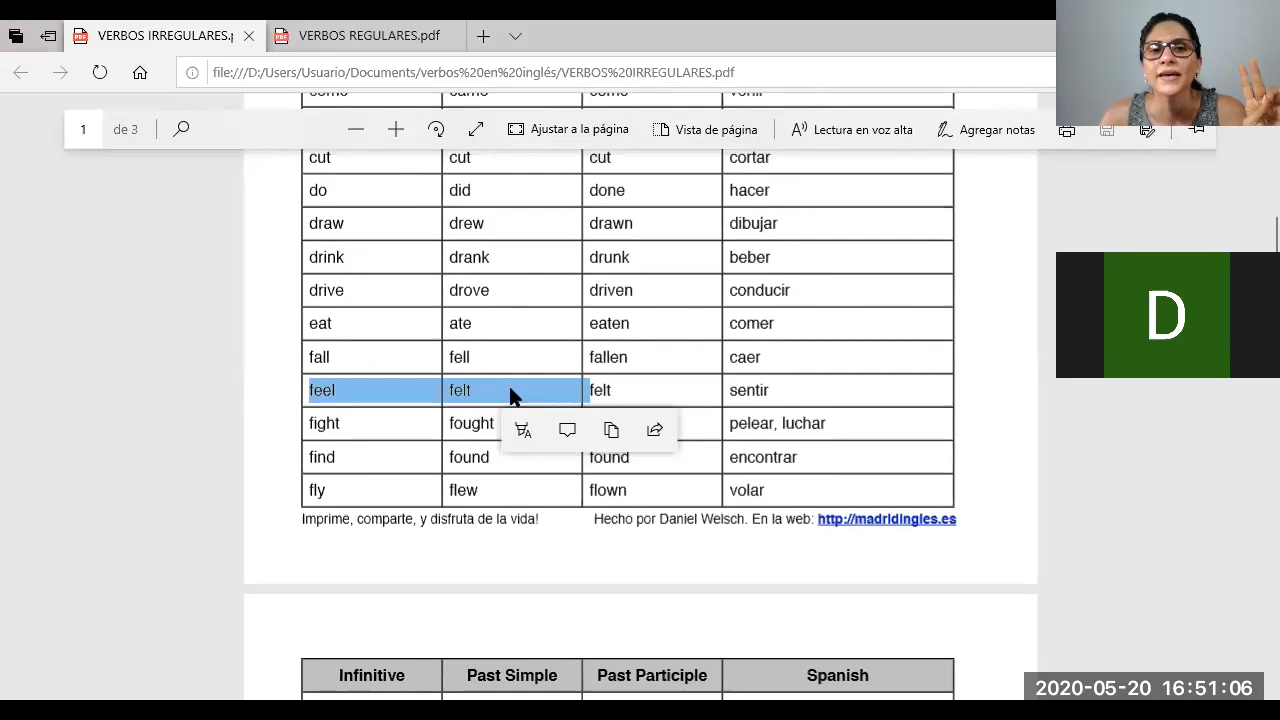 VERBOS IRREGULARES.p
VERBOS REGULARES.pdf
file:///D:/Users/Usuario/Documents/verbos%20en%20inglés/VERBOS%20IRREGULARES.pdf
1 de 3 Ajustar a la página Vista de página Lectura en voz alta Agregar notas
come came come venir
cut cut cut cortar
do did done hacer
draw drew drawn dibujar
drink drank drunk beber
drive drove driven conducir
eat ate eaten comer
fall fell fallen caer
feel felt felt sentir
fight fought pelear, luchar
find found found encontrar
fly flew flown volar
Imprime, comparte, y disfruta de la vida! Hecho por Daniel Welsch. En la web: http://madridingles.es
Infinitive Past Simple Past Participle Spanish
D
2020-05-20 16:51:06